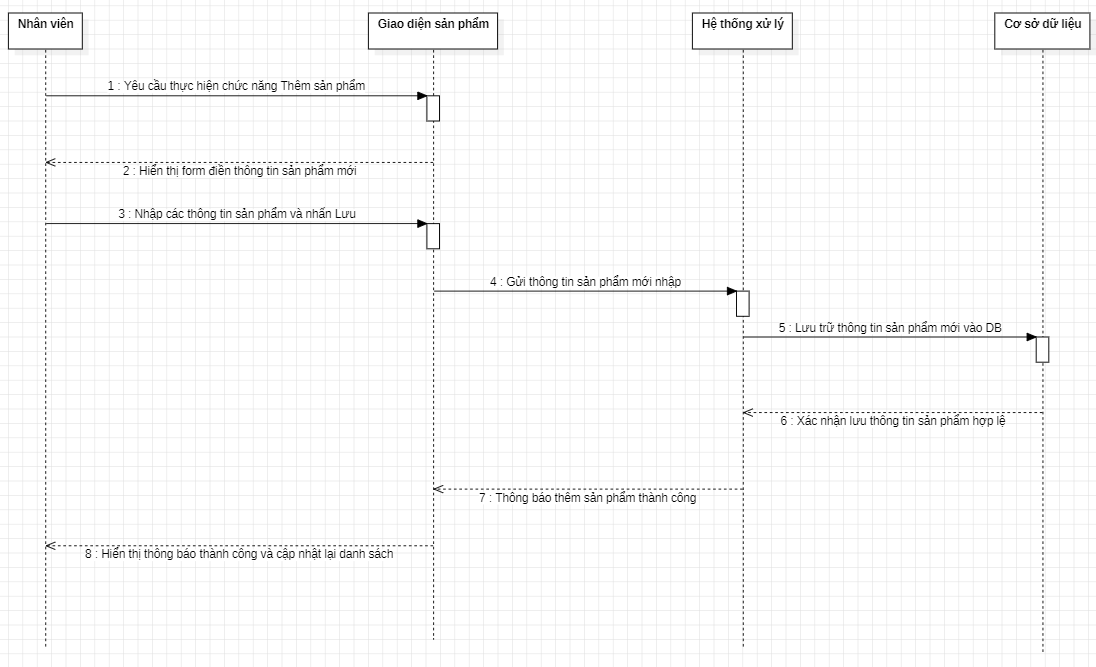 Nhân viên
Giao diện sản phẩm
Hệ thống xử lý
Cơ sở dữ liệu
1 : Yêu cầu thực hiện chức năng Thêm sản phẩm
2 : Hiển thị form điền thông tin sản phẩm mới
3 : Nhập các thông tin sản phẩm và nhấn Lưu
4 : Gửi thông tin sản phẩm mới nhập
5 : Lưu trữ thông tin sản phẩm mới vào DB
6 : Xác nhận lưu thông tin sản phẩm hợp lệ
7 : Thông báo thêm sản phẩm thành công
8 : Hiển thị thông báo thành công và cập nhật lại danh sách